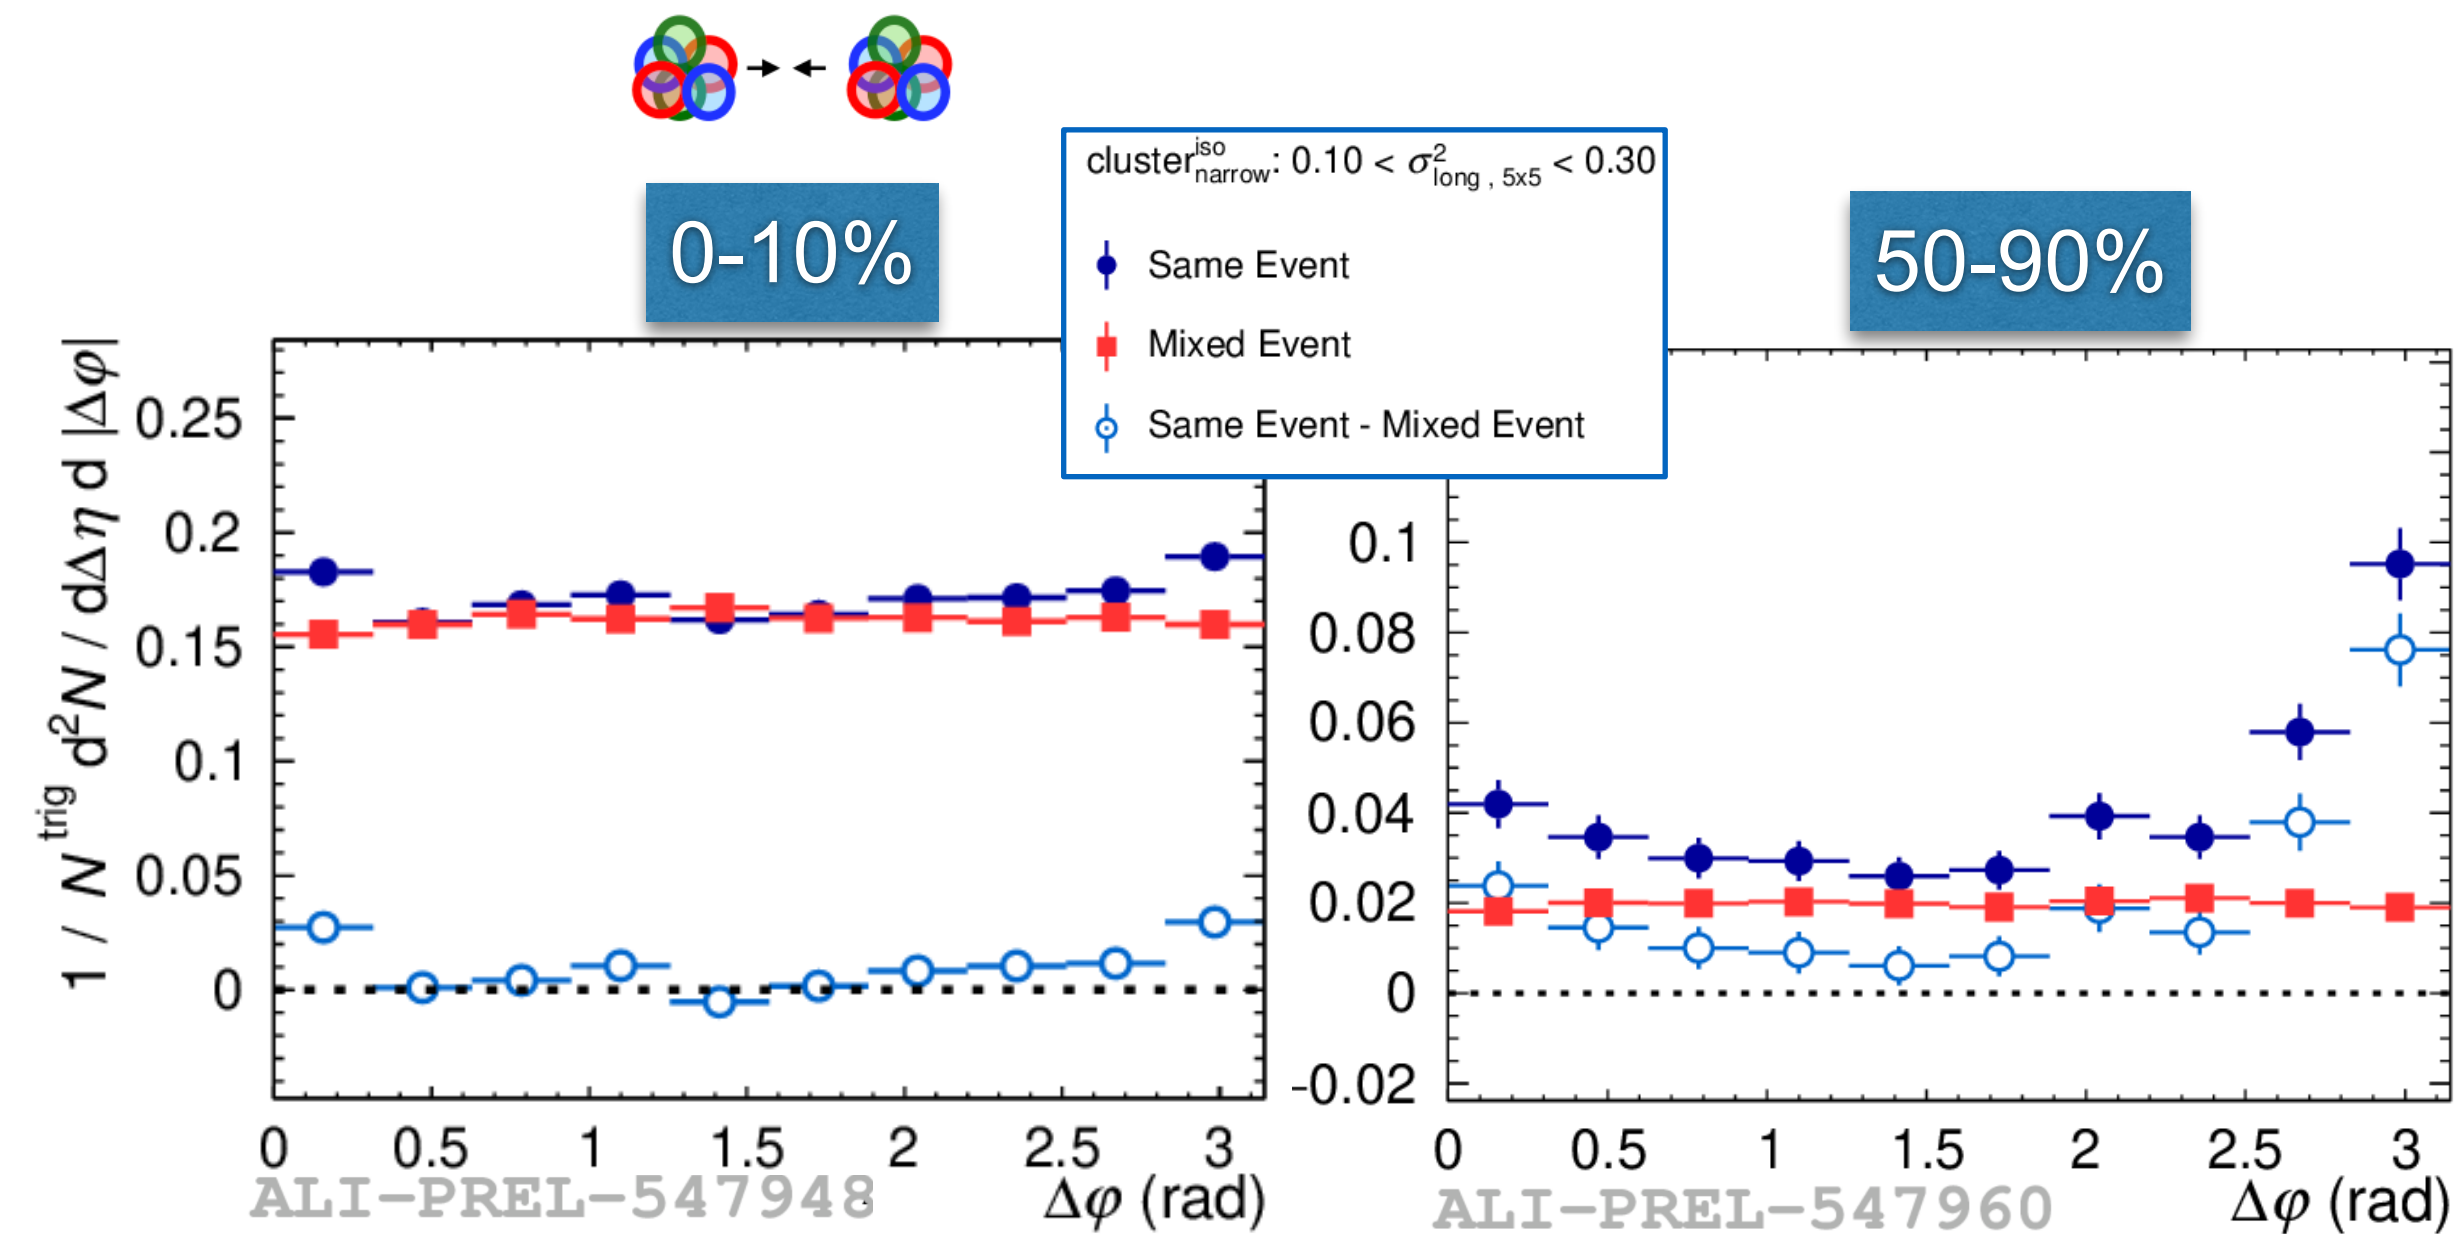 cluster^iso_narrow: 0.10 < σ²_long , 5x5 < 0.30
0-10%
50-90%
Same Event
Mixed Event
Same Event - Mixed Event
1 / N^trig d²N / dΔη d |Δφ|
0.25
0.2
0.15
0.1
0.05
0
0 0.5 1 1.5 2 2.5 3
ALI-PREL-547948
Δφ (rad)
0.1
0.08
0.06
0.04
0.02
0
-0.02
0 0.5 1 1.5 2 2.5 3
ALI-PREL-547960
Δφ (rad)